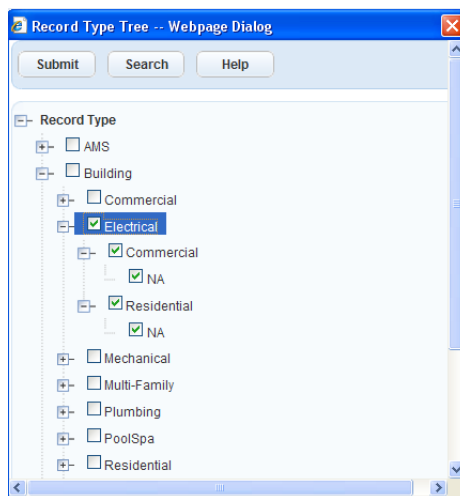 Record Type Tree -- Webpage Dialog
Submit Search Help
Record Type
AMS
Building
Commercial
Electrical
Commercial
NA
Residential
NA
Mechanical
Multi-Family
Plumbing
PoolSpa
Residential